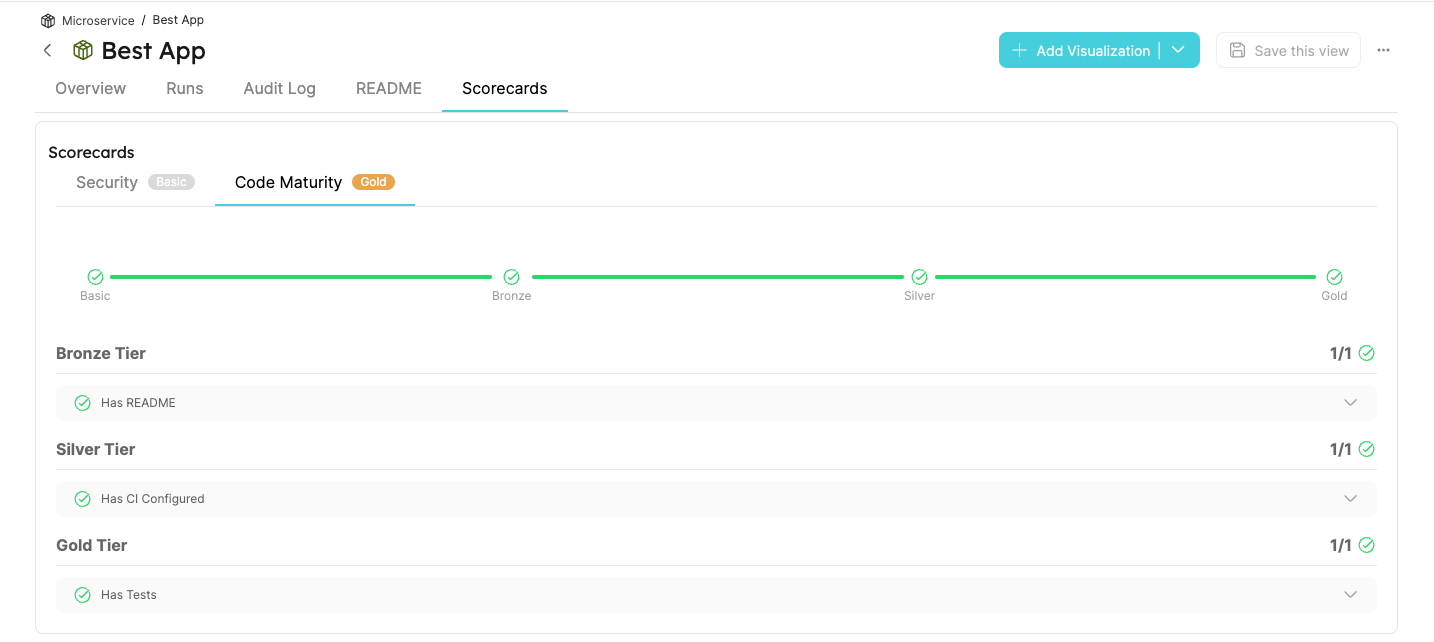 Microservice / Best App
Best App
Add Visualization
Save this view
Overview Runs Audit Log README Scorecards
Scorecards
Security Basic Code Maturity Gold
Basic Bronze Silver Gold
Bronze Tier 1/1
Has README
Silver Tier 1/1
Has CI Configured
Gold Tier 1/1
Has Tests